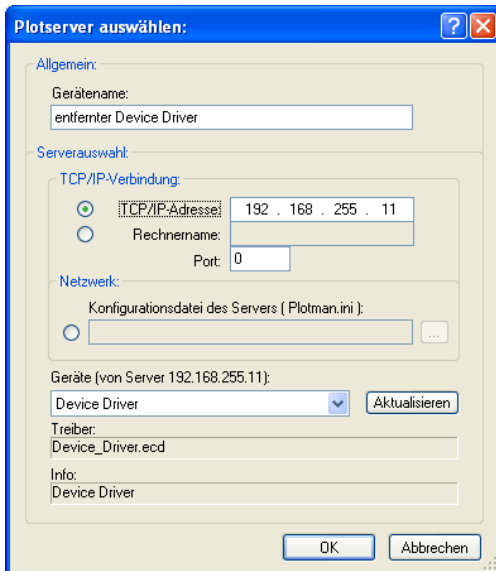 Plotserver auswählen:
Allgemein:
Gerätename:
entfernter Device Driver
Serverauswahl:
TCP/IP-Verbindung:
TCP/IP-Adresse: 192 . 168 . 255 . 11
Rechnername:
Port: 0
Netzwerk:
Konfigurationsdatei des Servers ( Plotman.ini ):
...
Geräte (von Server 192.168.255.11):
Device Driver Aktualisieren
Treiber:
Device_Driver.ecd
Info:
Device Driver
OK Abbrechen